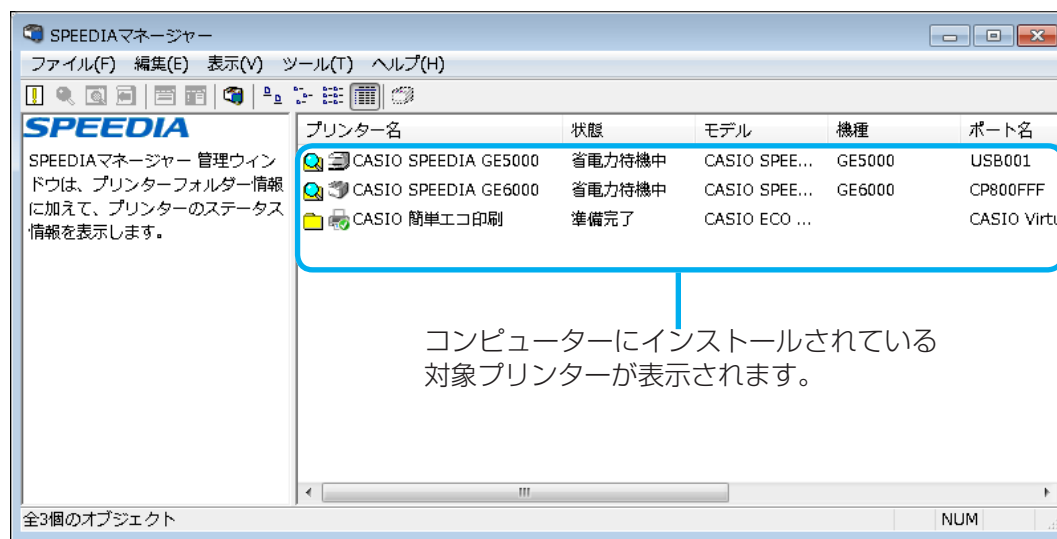 SPEEDIAマネージャー
ファイル(F) 編集(E) 表示(V) ツール(T) ヘルプ(H)
SPEEDIA
SPEEDIAマネージャー 管理ウィン
ドウは、プリンターフォルダー情報
に加えて、プリンターのステータス
情報を表示します。
プリンター名 状態 モデル 機種 ポート名
CASIO SPEEDIA GE5000 省電力待機中 CASIO SPEE... GE5000 USB001
CASIO SPEEDIA GE6000 省電力待機中 CASIO SPEE... GE6000 CP800FFF
CASIO 簡単エコ印刷 準備完了 CASIO ECO ... CASIO Virtu
コンピューターにインストールされている
対象プリンターが表示されます。
全3個のオブジェクト NUM